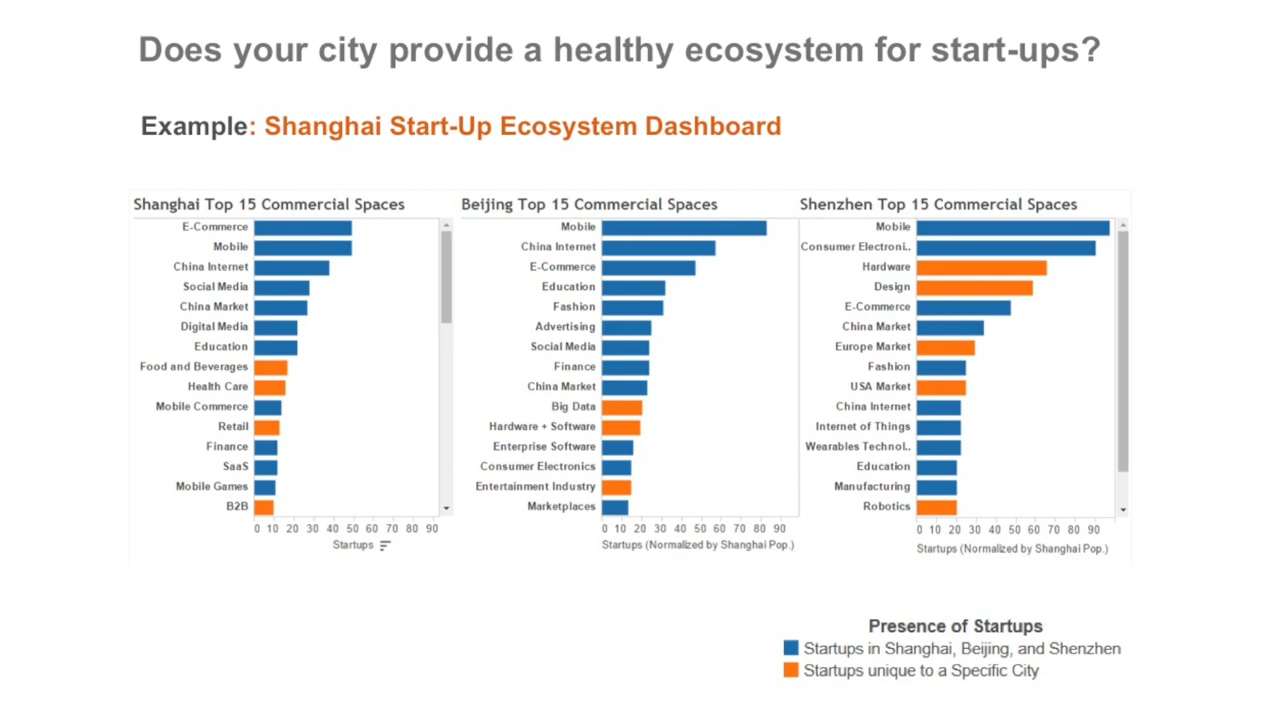 Does your city provide a healthy ecosystem for start-ups?
Example: Shanghai Start-Up Ecosystem Dashboard
Shanghai Top 15 Commercial Spaces
E-Commerce
Mobile
China Internet
Social Media
China Market
Digital Media
Education
Food and Beverages
Health Care
Mobile Commerce
Retail
Finance
SaaS
Mobile Games
B2B
0 10 20 30 40 50 60 70 80 90
Startups
Beijing Top 15 Commercial Spaces
Mobile
China Internet
E-Commerce
Education
Fashion
Advertising
Social Media
Finance
China Market
Big Data
Hardware + Software
Enterprise Software
Consumer Electronics
Entertainment Industry
Marketplaces
0 10 20 30 40 50 60 70 80 90
Startups (Normalized by Shanghai Pop.)
Shenzhen Top 15 Commercial Spaces
Mobile
Consumer Electroni..
Hardware
Design
E-Commerce
China Market
Europe Market
Fashion
USA Market
China Internet
Internet of Things
Wearables Technol..
Education
Manufacturing
Robotics
0 10 20 30 40 50 60 70 80 90
Startups (Normalized by Shanghai Pop.)
Presence of Startups
Startups in Shanghai, Beijing, and Shenzhen
Startups unique to a Specific City